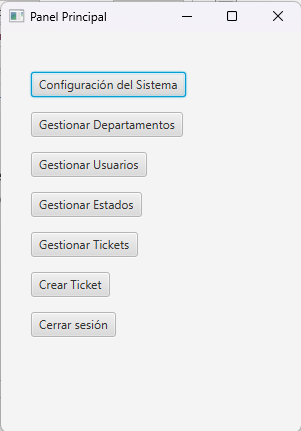 Panel Principal
Configuración del Sistema
Gestionar Departamentos
Gestionar Usuarios
Gestionar Estados
Gestionar Tickets
Crear Ticket
Cerrar sesión